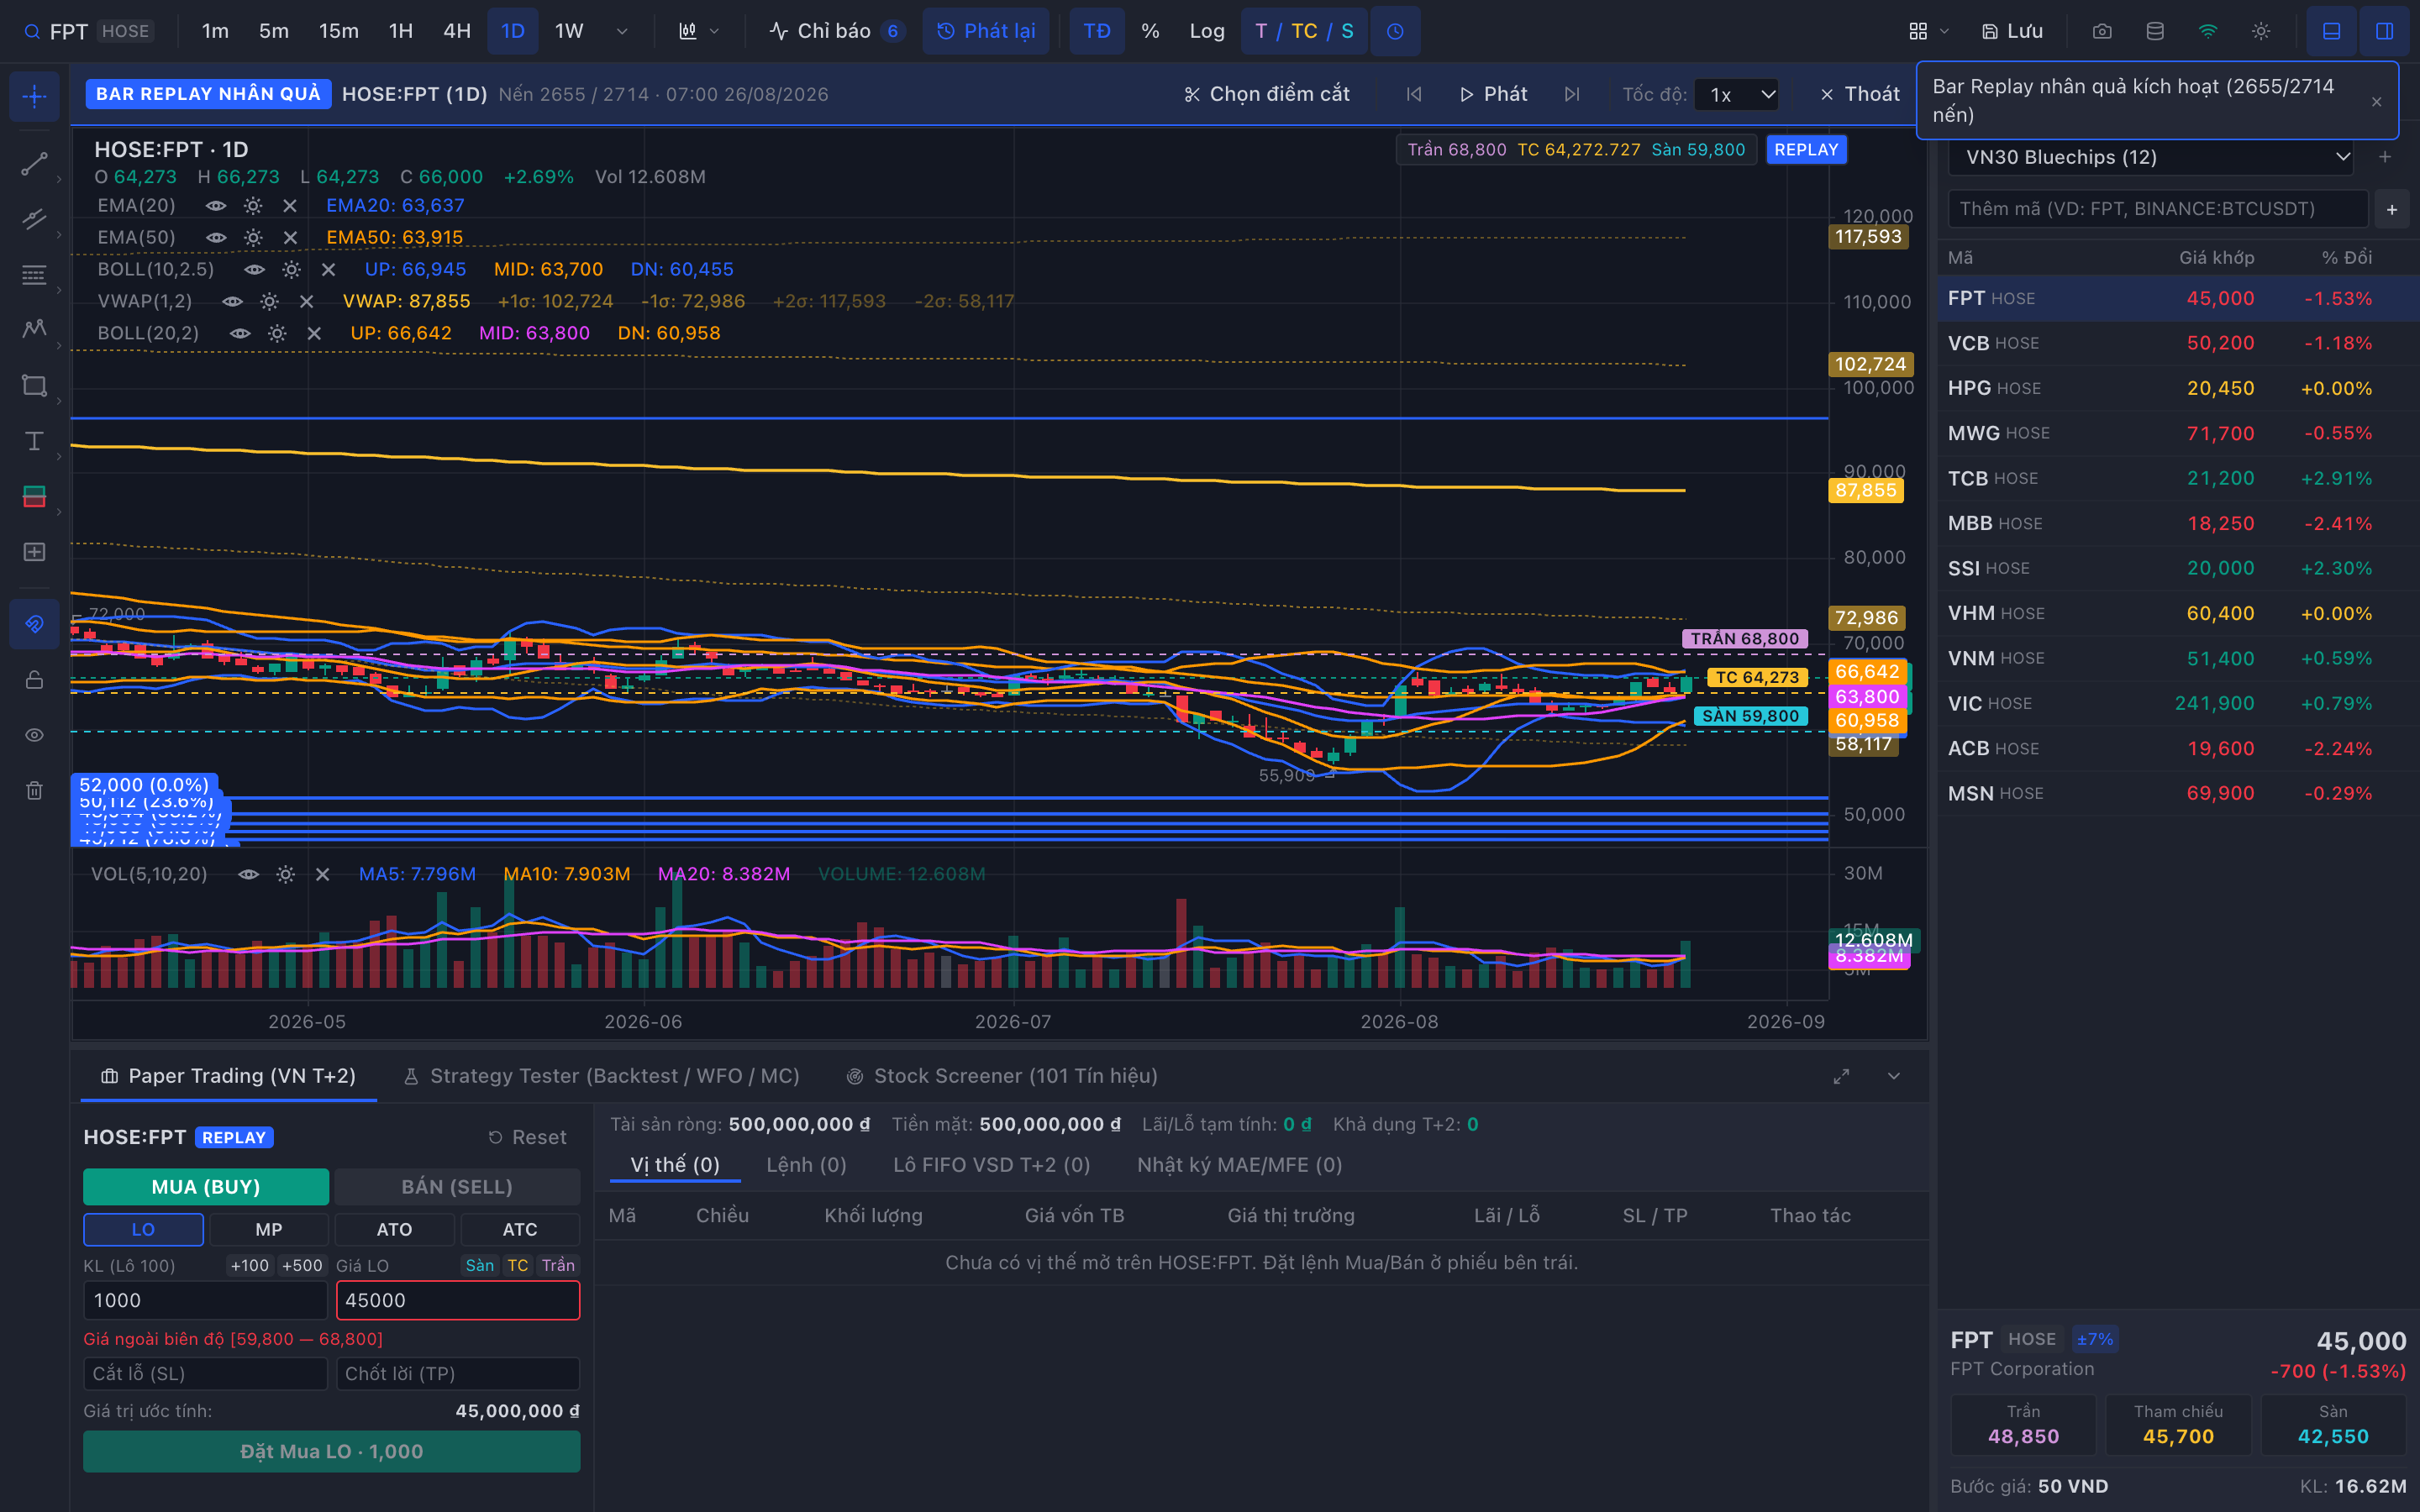 FPT HOSE 1m 5m 15m 1H 4H 1D 1W Chỉ báo 6 Phát lại TĐ % Log T / TC / S Lưu
BAR REPLAY NHÂN QUẢ HOSE:FPT (1D) Nến 2655 / 2714 · 07:00 26/08/2026 Chọn điểm cắt Phát Tốc độ: 1x Thoát
Bar Replay nhân quả kích hoạt (2655/2714
nến)
HOSE:FPT · 1D
Trần 68,800 TC 64,272.727 Sàn 59,800 REPLAY
O 64,273 H 66,273 L 64,273 C 66,000 +2.69% Vol 12.608M
EMA(20) EMA20: 63,637
EMA(50) EMA50: 63,915
BOLL(10,2.5) UP: 66,945 MID: 63,700 DN: 60,455
VWAP(1,2) VWAP: 87,855 +1σ: 102,724 -1σ: 72,986 +2σ: 117,593 -2σ: 58,117
BOLL(20,2) UP: 66,642 MID: 63,800 DN: 60,958
120,000
117,593
110,000
102,724
100,000
90,000
87,855
80,000
72,000
72,986
TRẦN 68,800
70,000
TC 64,273
66,642
63,800
SÀN 59,800
60,958
58,117
55,909
52,000 (0.0%)
50,112 (23.6%)
50,000
VOL(5,10,20) MA5: 7.796M MA10: 7.903M MA20: 8.382M VOLUME: 12.608M
30M
15M
12.608M
8.382M
5M
2026-05 2026-06 2026-07 2026-08 2026-09
VN30 Bluechips (12)
Thêm mã (VD: FPT, BINANCE:BTCUSDT)
Mã Giá khớp % Đổi
FPT HOSE 45,000 -1.53%
VCB HOSE 50,200 -1.18%
HPG HOSE 20,450 +0.00%
MWG HOSE 71,700 -0.55%
TCB HOSE 21,200 +2.91%
MBB HOSE 18,250 -2.41%
SSI HOSE 20,000 +2.30%
VHM HOSE 60,400 +0.00%
VNM HOSE 51,400 +0.59%
VIC HOSE 241,900 +0.79%
ACB HOSE 19,600 -2.24%
MSN HOSE 69,900 -0.29%
Paper Trading (VN T+2) Strategy Tester (Backtest / WFO / MC) Stock Screener (101 Tín hiệu)
HOSE:FPT REPLAY Reset
MUA (BUY) BÁN (SELL)
LO MP ATO ATC
KL (Lô 100) +100 +500 Giá LO Sàn TC Trần
1000 45000
Giá ngoài biên độ [59,800 — 68,800]
Cắt lỗ (SL) Chốt lời (TP)
Giá trị ước tính: 45,000,000 ₫
Đặt Mua LO · 1,000
Tài sản ròng: 500,000,000 ₫ Tiền mặt: 500,000,000 ₫ Lãi/Lỗ tạm tính: 0 ₫ Khả dụng T+2: 0
Vị thế (0) Lệnh (0) Lô FIFO VSD T+2 (0) Nhật ký MAE/MFE (0)
Mã Chiều Khối lượng Giá vốn TB Giá thị trường Lãi / Lỗ SL / TP Thao tác
Chưa có vị thế mở trên HOSE:FPT. Đặt lệnh Mua/Bán ở phiếu bên trái.
FPT HOSE ±7% 45,000
FPT Corporation -700 (-1.53%)
Trần Tham chiếu Sàn
48,850 45,700 42,550
Bước giá: 50 VND KL: 16.62M